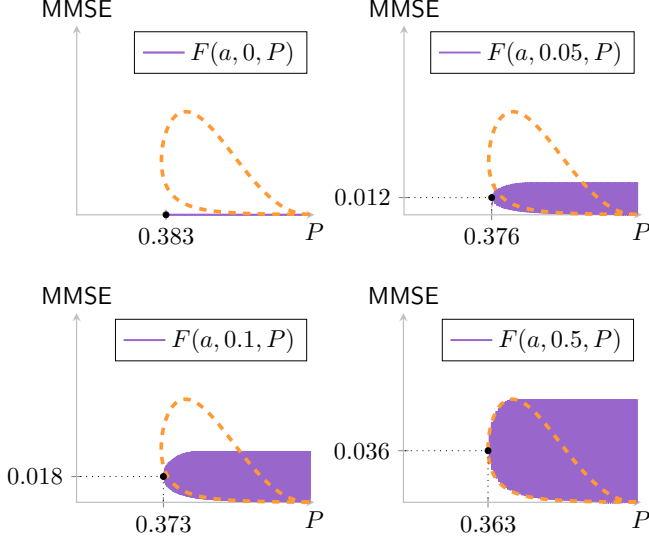 MMSE
F(a, 0, P)
0.383
P
MMSE
F(a, 0.05, P)
0.012
0.376
P
MMSE
F(a, 0.1, P)
0.018
0.373
P
MMSE
F(a, 0.5, P)
0.036
0.363
P